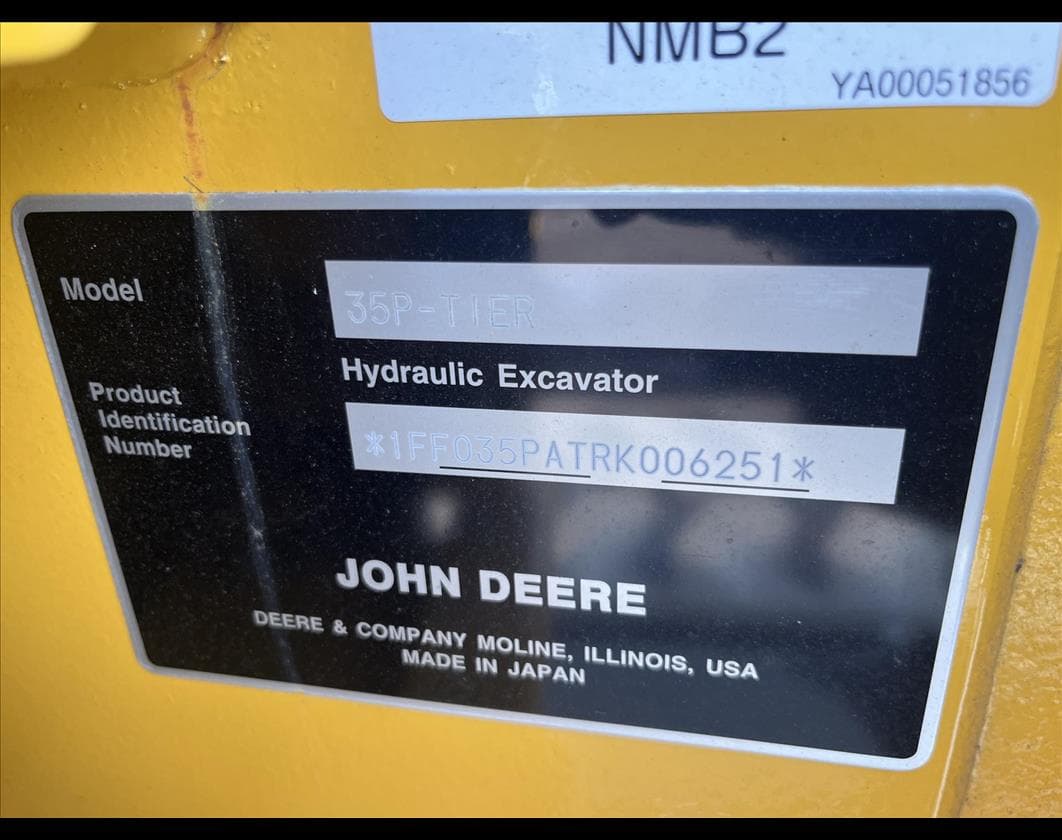 NMB2
YA00051856
Model
35P-TIER
Hydraulic Excavator
Product
Identification
Number
*1FF035PATRK006251*
JOHN DEERE
DEERE & COMPANY MOLINE, ILLINOIS, USA
MADE IN JAPAN